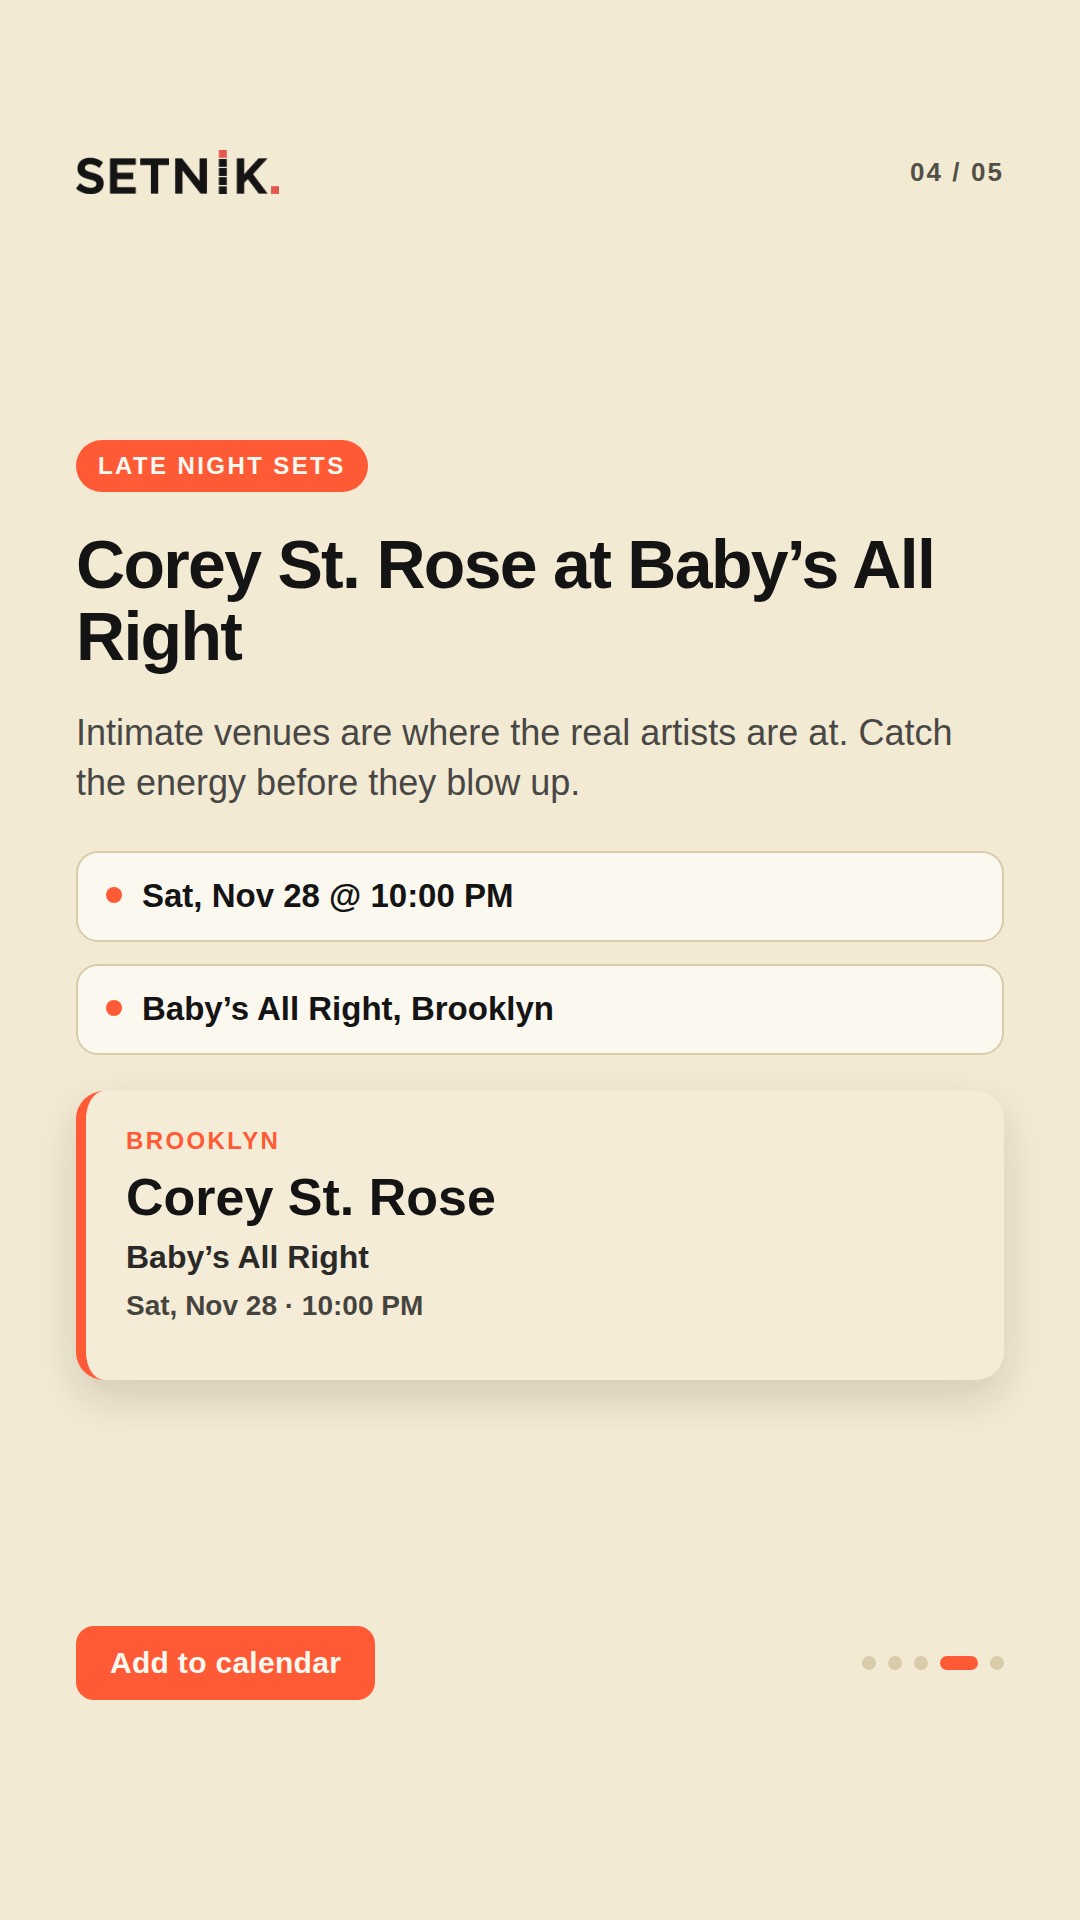 SETNIK.
04 / 05
LATE NIGHT SETS
Corey St. Rose at Baby’s All
Right
Intimate venues are where the real artists are at. Catch
the energy before they blow up.
Sat, Nov 28 @ 10:00 PM
Baby’s All Right, Brooklyn
BROOKLYN
Corey St. Rose
Baby’s All Right
Sat, Nov 28 · 10:00 PM
Add to calendar